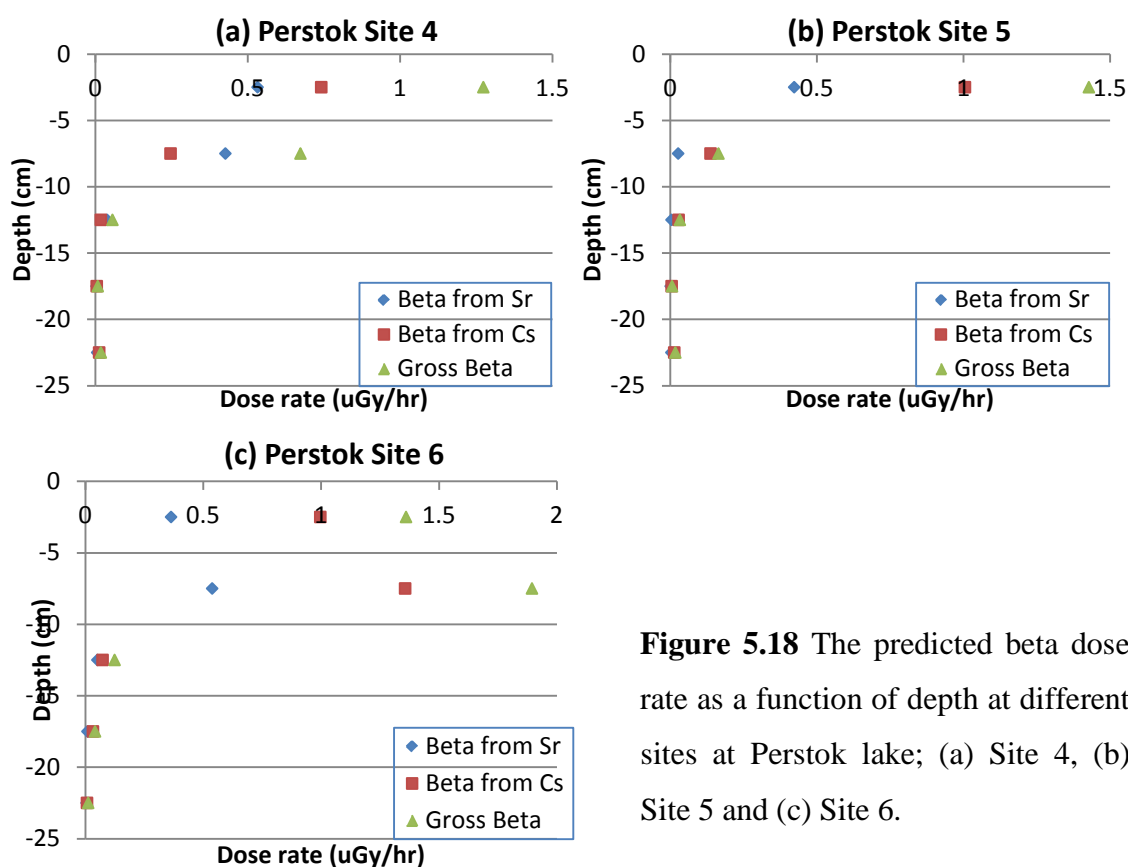 (a) Perstok Site 4
0
0 0.5 1 1.5
-5
-10
-15
-20
-25
Depth (cm)
Beta from Sr
Beta from Cs
Gross Beta
Dose rate (uGy/hr)
(b) Perstok Site 5
0
0 0.5 1 1.5
-5
-10
-15
-20
-25
Depth (cm)
Beta from Sr
Beta from Cs
Gross Beta
Dose rate (uGy/hr)
(c) Perstok Site 6
0
0 0.5 1 1.5 2
-5
-10
-15
-20
-25
Depth (cm)
Beta from Sr
Beta from Cs
Gross Beta
Dose rate (uGy/hr)
Figure 5.18 The predicted beta dose
rate as a function of depth at different
sites at Perstok lake; (a) Site 4, (b)
Site 5 and (c) Site 6.